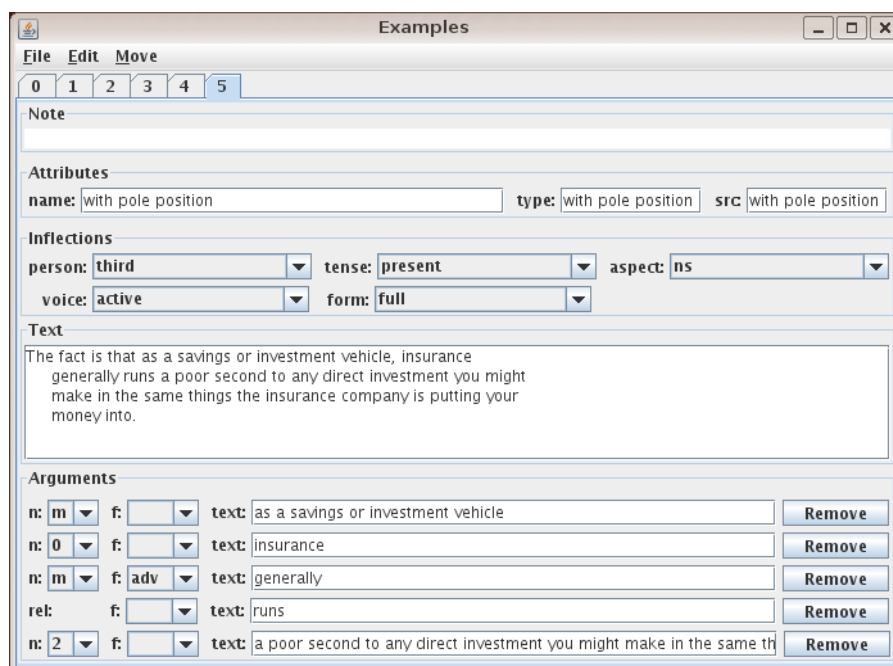 Examples
File Edit Move
0 1 2 3 4 5
Note
Attributes
name: with pole position type: with pole position src: with pole position
Inflections
person: third tense: present aspect: ns
voice: active form: full
Text
The fact is that as a savings or investment vehicle, insurance
generally runs a poor second to any direct investment you might
make in the same things the insurance company is putting your
money into.
Arguments
n: m f: text: as a savings or investment vehicle Remove
n: 0 f: text: insurance Remove
n: m f: adv text: generally Remove
rel: f: text: runs Remove
n: 2 f: text: a poor second to any direct investment you might make in the same th Remove